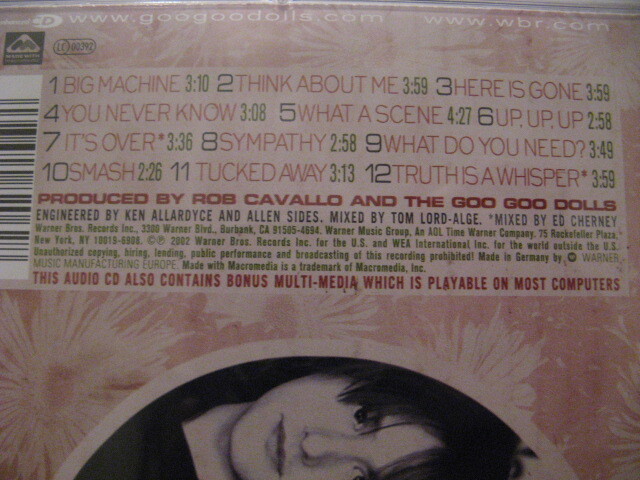 CD www.googoodolls.com www.wbr.com
MADE WITH
MACROMEDIA
LC 00392
1 BIG MACHINE 3:10 2 THINK ABOUT ME 3:59 3 HERE IS GONE 3:59
4 YOU NEVER KNOW 3:08 5 WHAT A SCENE 4:27 6 UP, UP, UP 2:58
7 IT'S OVER* 3:36 8 SYMPATHY 2:58 9 WHAT DO YOU NEED? 3:49
10 SMASH 2:26 11 TUCKED AWAY 3:13 12 TRUTH IS A WHISPER* 3:59
PRODUCED BY ROB CAVALLO AND THE GOO GOO DOLLS
ENGINEERED BY KEN ALLARDYCE AND ALLEN SIDES. MIXED BY TOM LORD-ALGE. *MIXED BY ED CHERNEY
Warner Bros. Records Inc., 3300 Warner Blvd., Burbank, CA 91505-4694. Warner Music Group, An AOL Time Warner Company, 75 Rockefeller Plaza,
New York, NY 10019-6908. ©℗ 2002 Warner Bros. Records Inc. for the U.S. and WEA International Inc. for the world outside the U.S.
Unauthorized copying, hiring, lending, public performance and broadcasting of this recording prohibited! Made in Germany by WARNER
MUSIC MANUFACTURING EUROPE. Made with Macromedia is a trademark of Macromedia, Inc.
THIS AUDIO CD ALSO CONTAINS BONUS MULTI-MEDIA WHICH IS PLAYABLE ON MOST COMPUTERS